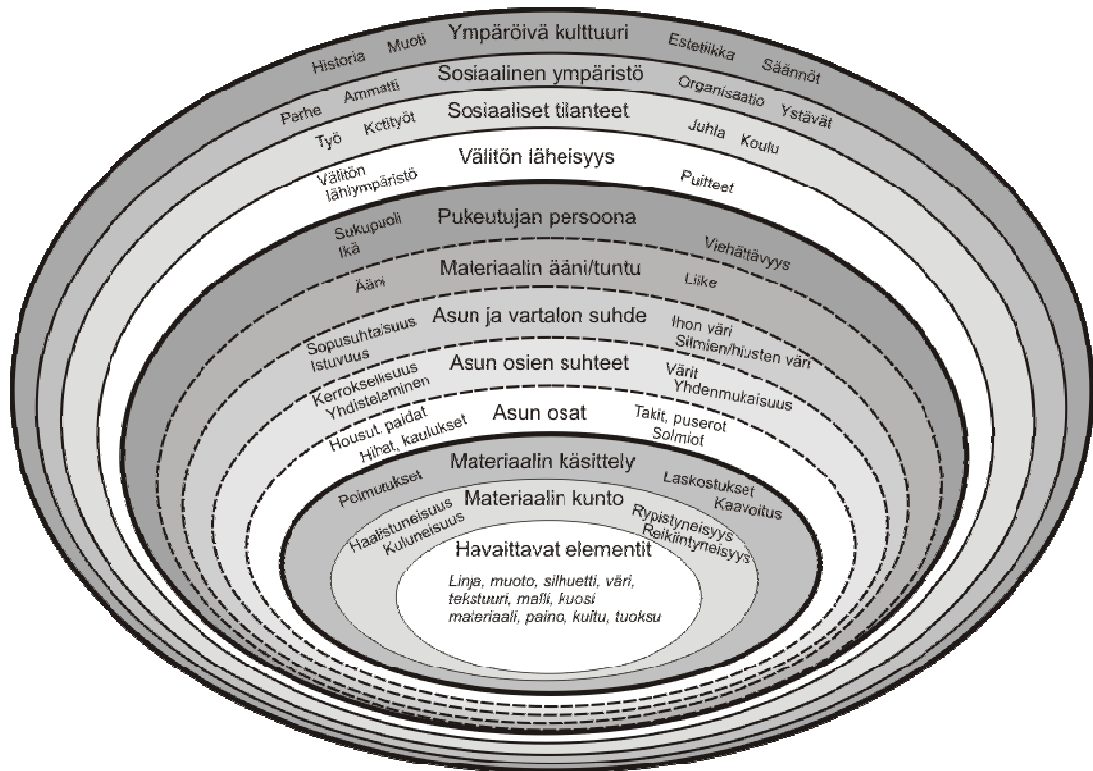 Ympäröivä kulttuuri
Historia Muoti
Estetiikka Säännöt
Sosiaalinen ympäristö
Perhe Ammatti
Organisaatio Ystävät
Sosiaaliset tilanteet
Työ Kotityöt
Juhla Koulu
Välitön läheisyys
Välitön
lähiympäristö
Puitteet
Pukeutujan persoona
Sukupuoli
Ikä
Viehättävyys
Materiaalin ääni/tuntu
Ääni
Liike
Asun ja vartalon suhde
Sopusuhtaisuus
Istuvuus
Ihon väri
Silmien/hiusten väri
Asun osien suhteet
Kerroksellisuus
Yhdisteleminen
Värit
Yhdenmukaisuus
Asun osat
Housut, paidat
Hihat, kaulukset
Takit, puserot
Solmiot
Materiaalin käsittely
Poimutukset
Laskostukset
Kaavoitus
Materiaalin kunto
Haalistuneisuus
Kuluneisuus
Rypistyneisyys
Reikiintyneisyys
Havaittavat elementit
Linja, muoto, silhuetti, väri,
tekstuuri, malli, kuosi
materiaali, paino, kuitu, tuoksu